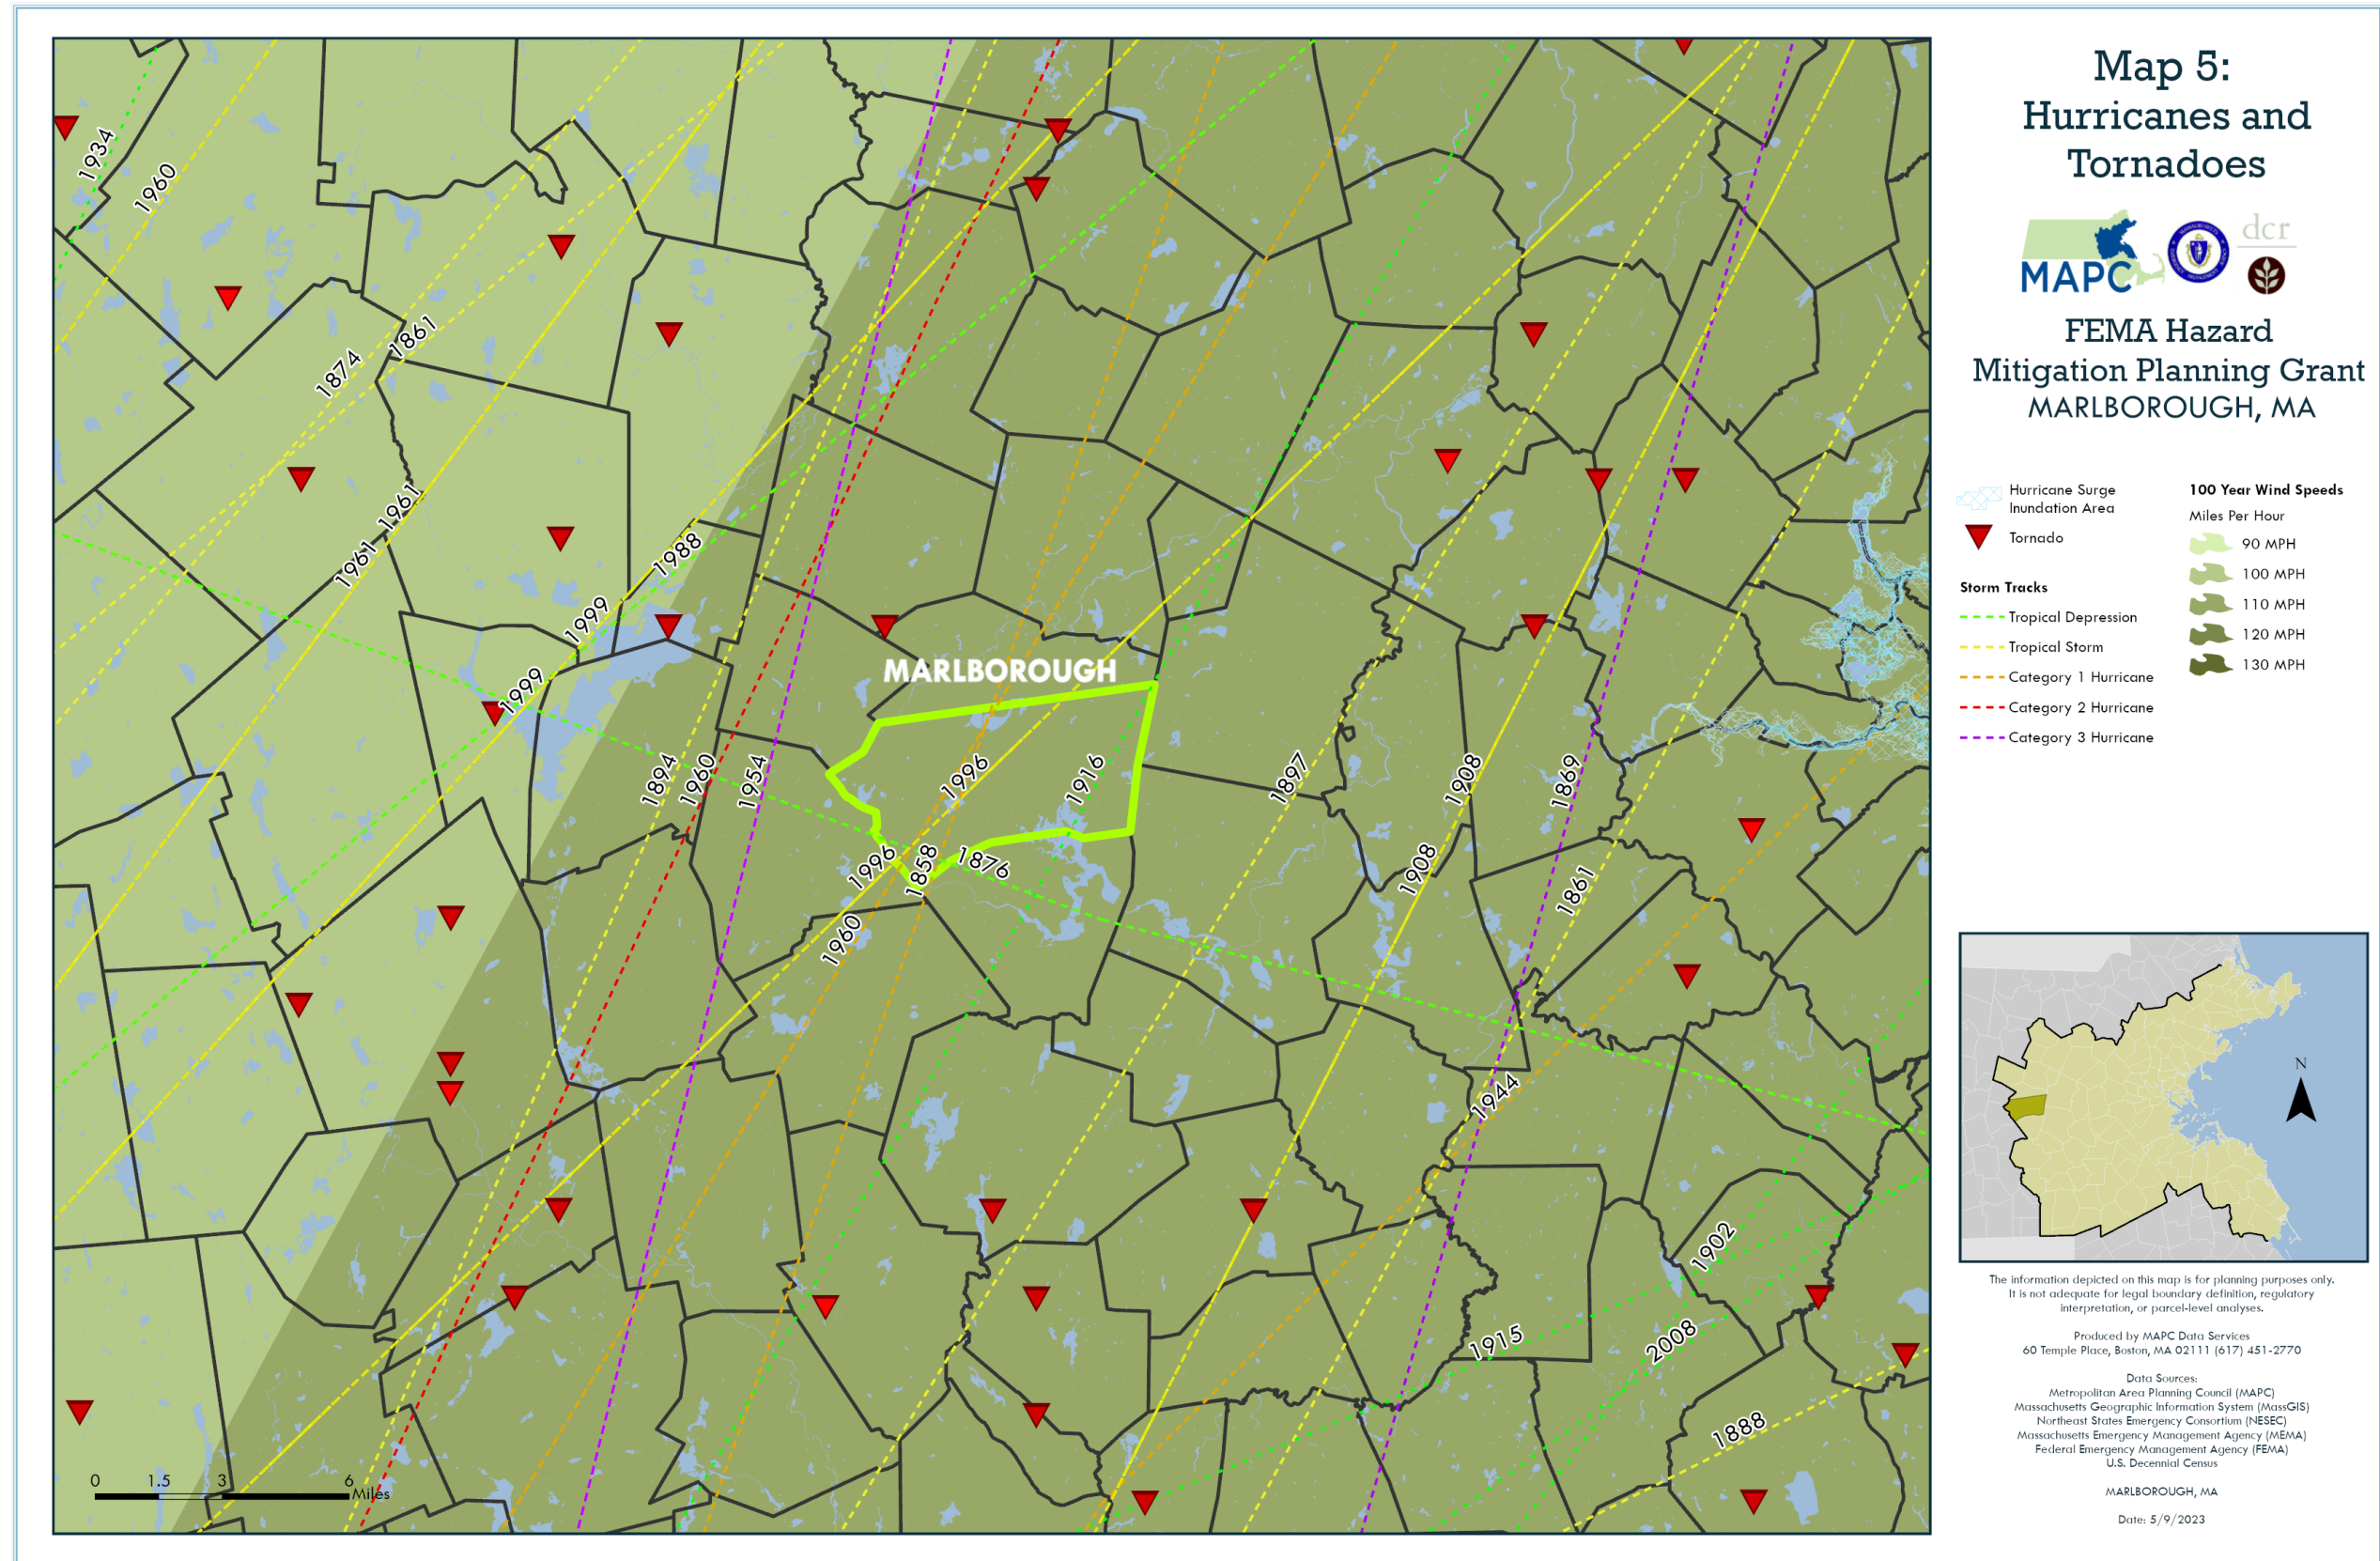 Map 5:
Hurricanes and
Tornadoes
MAPC
dcr
FEMA Hazard
Mitigation Planning Grant
MARLBOROUGH, MA
Hurricane Surge
Inundation Area
Tornado
Storm Tracks
Tropical Depression
Tropical Storm
Category 1 Hurricane
Category 2 Hurricane
Category 3 Hurricane
100 Year Wind Speeds
Miles Per Hour
90 MPH
100 MPH
110 MPH
120 MPH
130 MPH
1934
1960
1861
1874
1961
1961
1988
1999
1999
MARLBOROUGH
1894
1960
1954
1996
1916
1897
1908
1869
1996
1858
1876
1908
1861
1960
1944
1902
1915
2008
1888
0 1.5 3 6
Miles
N
The information depicted on this map is for planning purposes only.
It is not adequate for legal boundary definition, regulatory
interpretation, or parcel-level analyses.
Produced by MAPC Data Services
60 Temple Place, Boston, MA 02111 (617) 451-2770
Data Sources:
Metropolitan Area Planning Council (MAPC)
Massachusetts Geographic Information System (MassGIS)
Northeast States Emergency Consortium (NESEC)
Massachusetts Emergency Management Agency (MEMA)
Federal Emergency Management Agency (FEMA)
U.S. Decennial Census
MARLBOROUGH, MA
Date: 5/9/2023